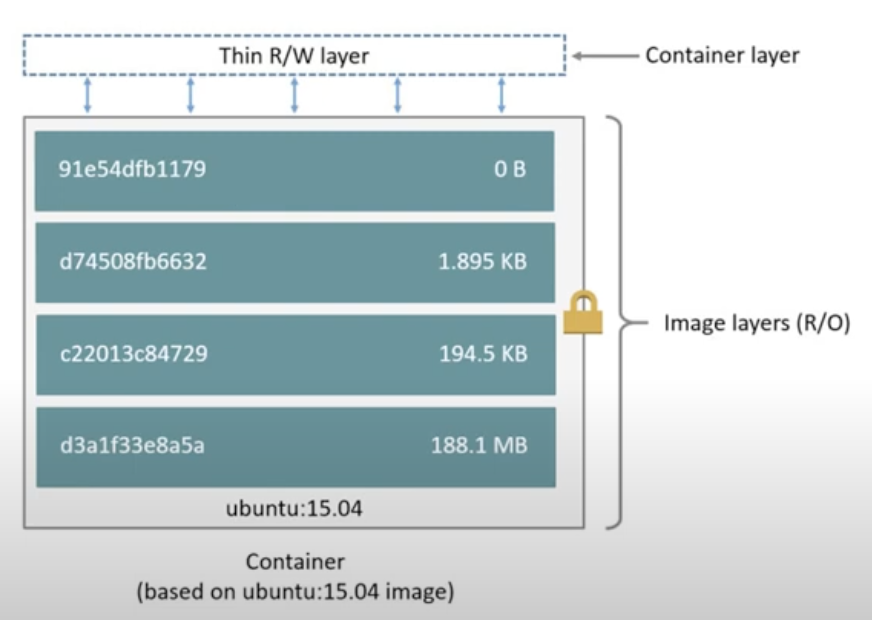 Thin R/W layer
Container layer
91e54dfb1179 0 B
d74508fb6632 1.895 KB
c22013c84729 194.5 KB
Image layers (R/O)
d3a1f33e8a5a 188.1 MB
ubuntu:15.04
Container
(based on ubuntu:15.04 image)